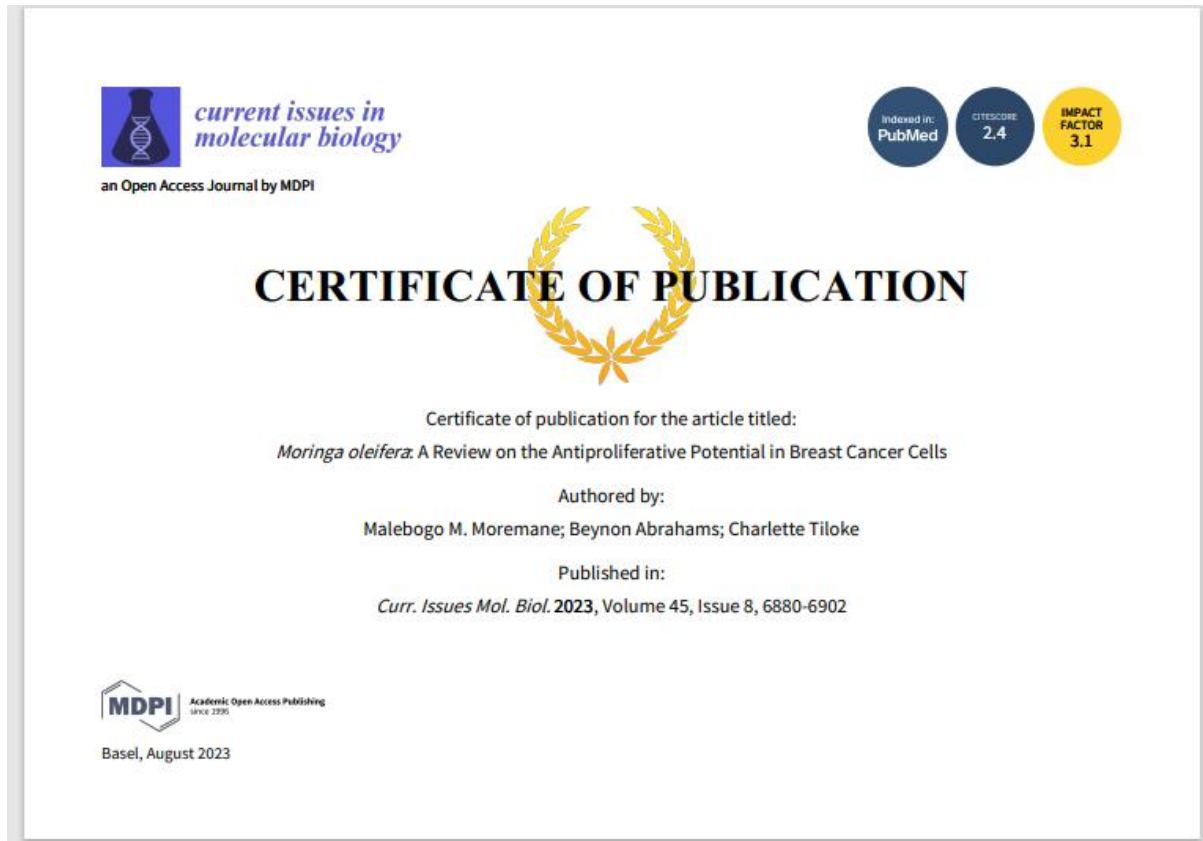 current issues in
molecular biology
an Open Access Journal by MDPI
Indexed in:
PubMed
CITESCORE
2.4
IMPACT
FACTOR
3.1
CERTIFICATE OF PUBLICATION
Certificate of publication for the article titled:
Moringa oleifera: A Review on the Antiproliferative Potential in Breast Cancer Cells
Authored by:
Malebogo M. Moremane; Beynon Abrahams; Charlette Tiloke
Published in:
Curr. Issues Mol. Biol. 2023, Volume 45, Issue 8, 6880-6902
MDPI
Academic Open Access Publishing
since 1996
Basel, August 2023